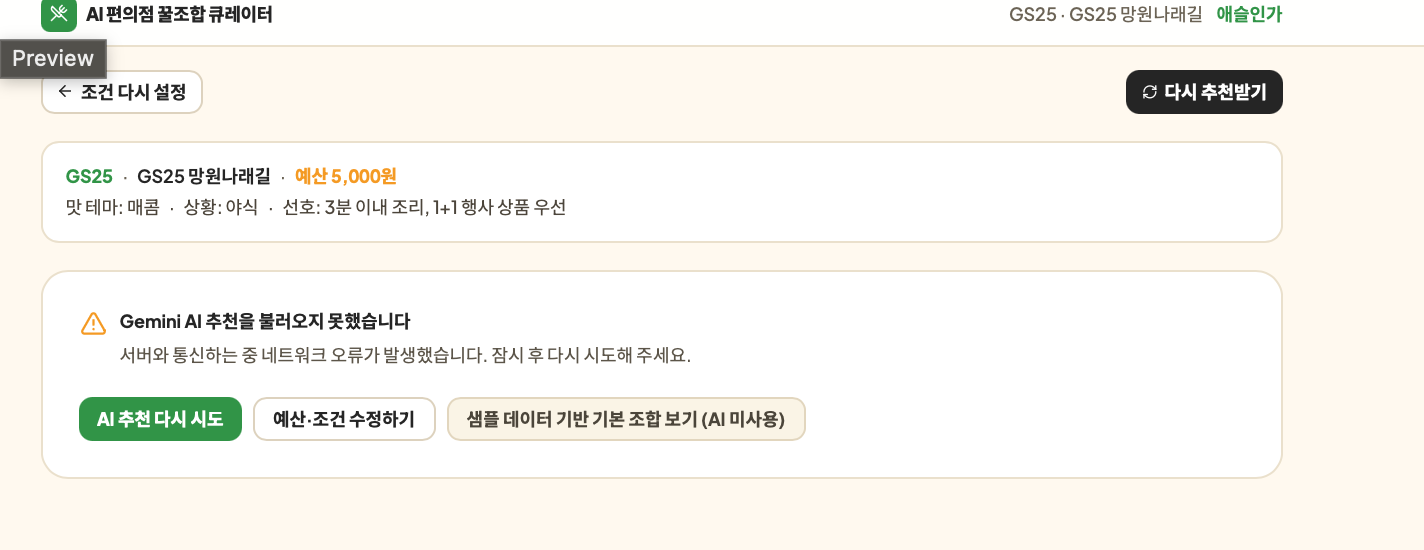 AI 편의점 꿀조합 큐레이터
GS25 · GS25 망원나래길 애슬인가
Preview
← 조건 다시 설정
다시 추천받기
GS25 · GS25 망원나래길 · 예산 5,000원
맛 테마: 매콤 · 상황: 야식 · 선호: 3분 이내 조리, 1+1 행사 상품 우선
Gemini AI 추천을 불러오지 못했습니다
서버와 통신하는 중 네트워크 오류가 발생했습니다. 잠시 후 다시 시도해 주세요.
AI 추천 다시 시도
예산·조건 수정하기
샘플 데이터 기반 기본 조합 보기 (AI 미사용)